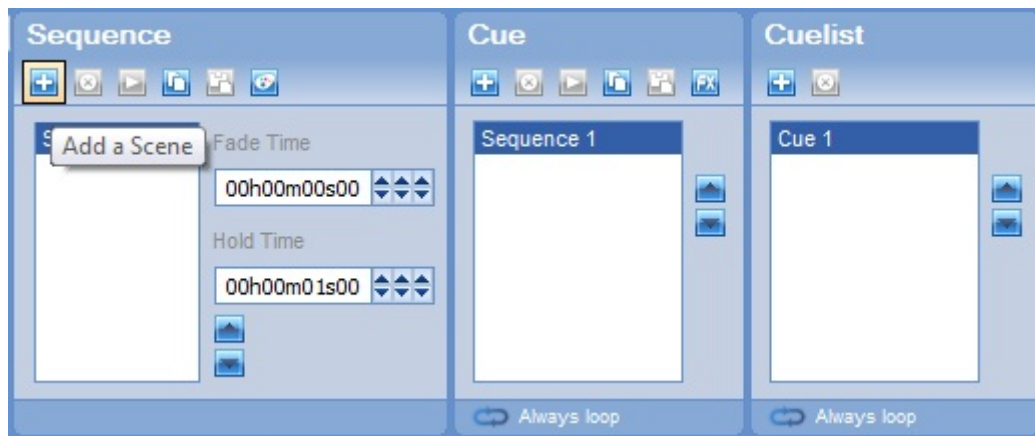 Sequence
Cue
Cuelist
FX
Add a Scene
Fade Time
00h00m00s00
Hold Time
00h00m01s00
Sequence 1
Cue 1
Always loop
Always loop